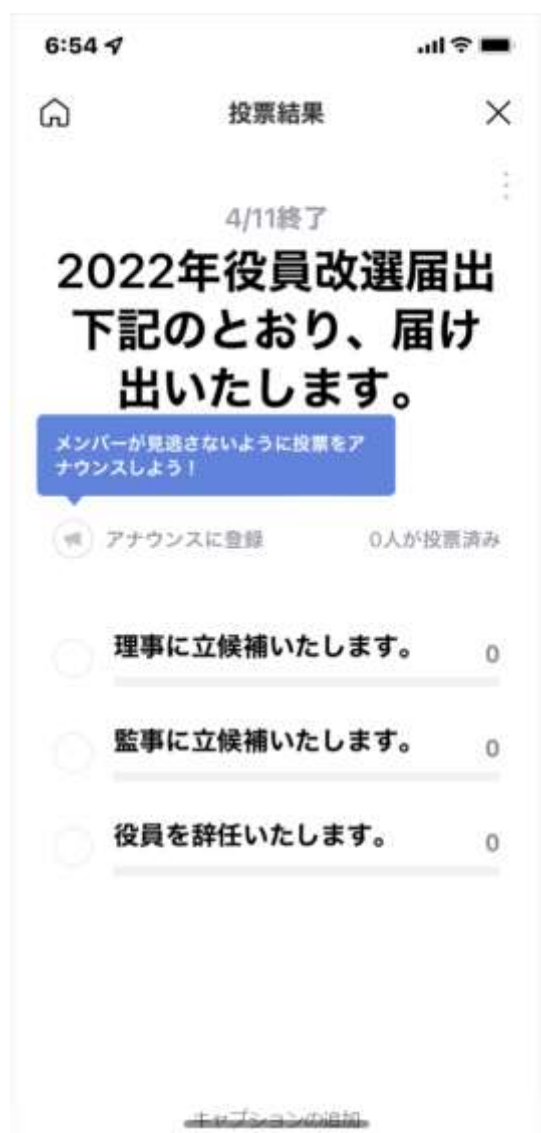 6:54
投票結果
4/11終了
2022年役員改選届出
下記のとおり、届け
出いたします。
メンバーが見逃さないように投票をア
ナウンスしよう！
アナウンスに登録 0人が投票済み
理事に立候補いたします。 0
監事に立候補いたします。 0
役員を辞任いたします。 0
キャプションの追加